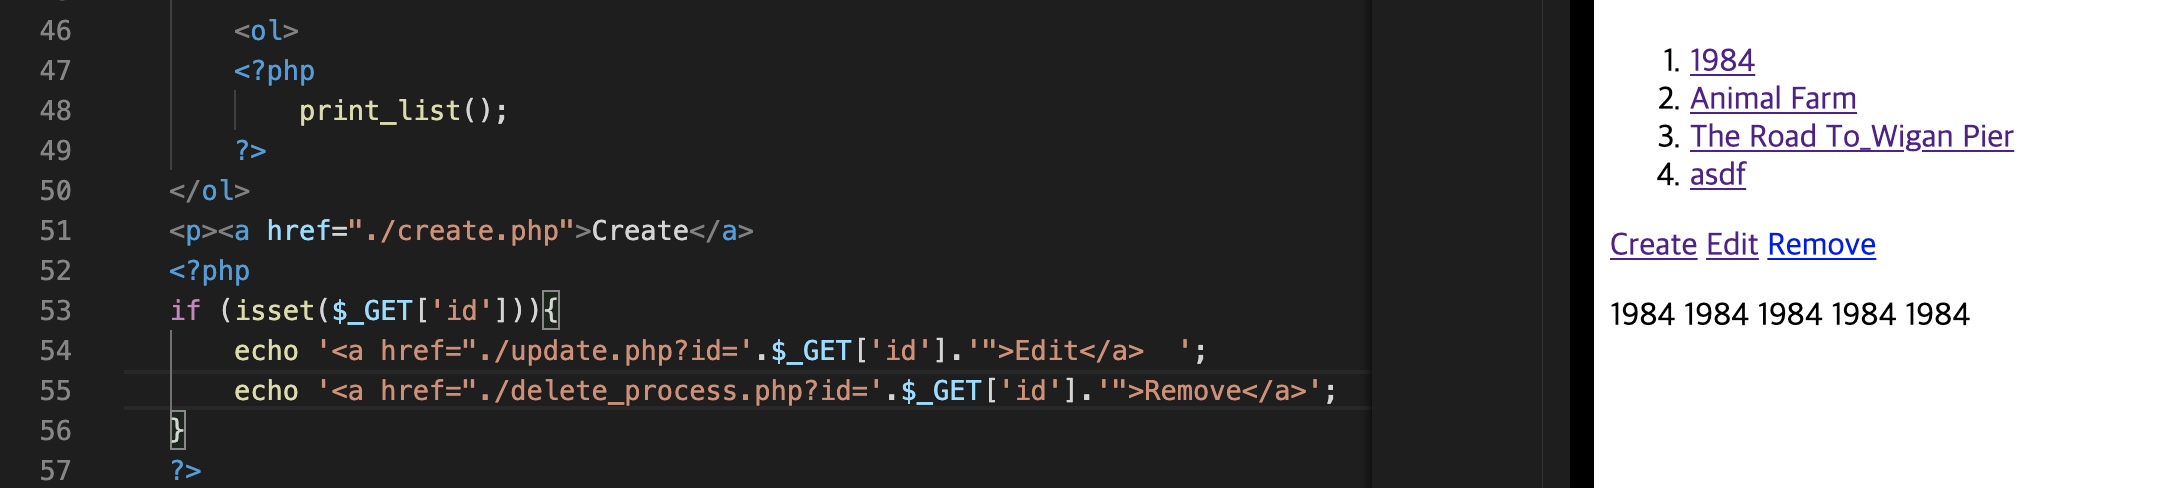 46 <ol>
47 <?php
48 print_list();
49 ?>
50 </ol>
51 <p><a href="./create.php">Create</a>
52 <?php
53 if (isset($_GET['id'])){
54 echo '<a href="./update.php?id='.$_GET['id'].'">Edit</a>  ';
55 echo '<a href="./delete_process.php?id='.$_GET['id'].'">Remove</a>';
56 }
57 ?>
1. 1984
2. Animal Farm
3. The Road To_Wigan Pier
4. asdf
Create Edit Remove
1984 1984 1984 1984 1984